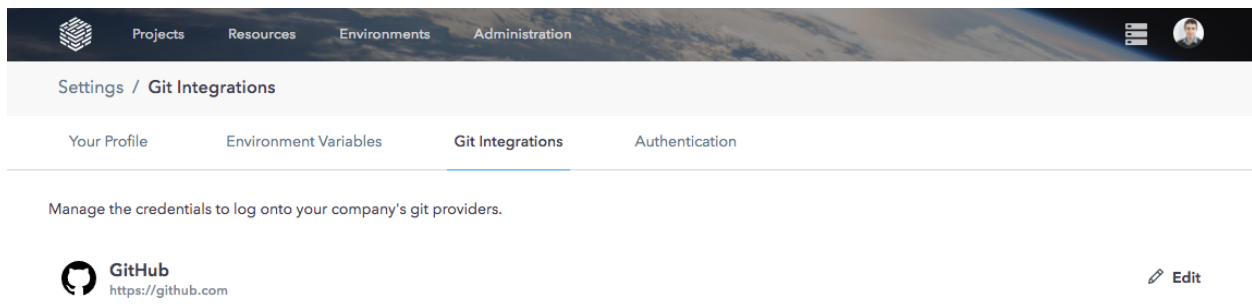 Projects Resources Environments Administration
Settings / Git Integrations
Your Profile Environment Variables Git Integrations Authentication
Manage the credentials to log onto your company's git providers.
GitHub
https://github.com
Edit